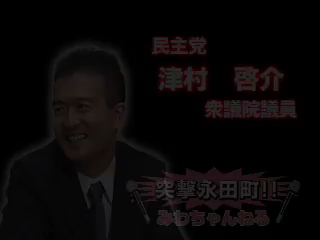 民主党
津村 啓介
衆議院議員
突撃永田町!!
みわちゃんねる